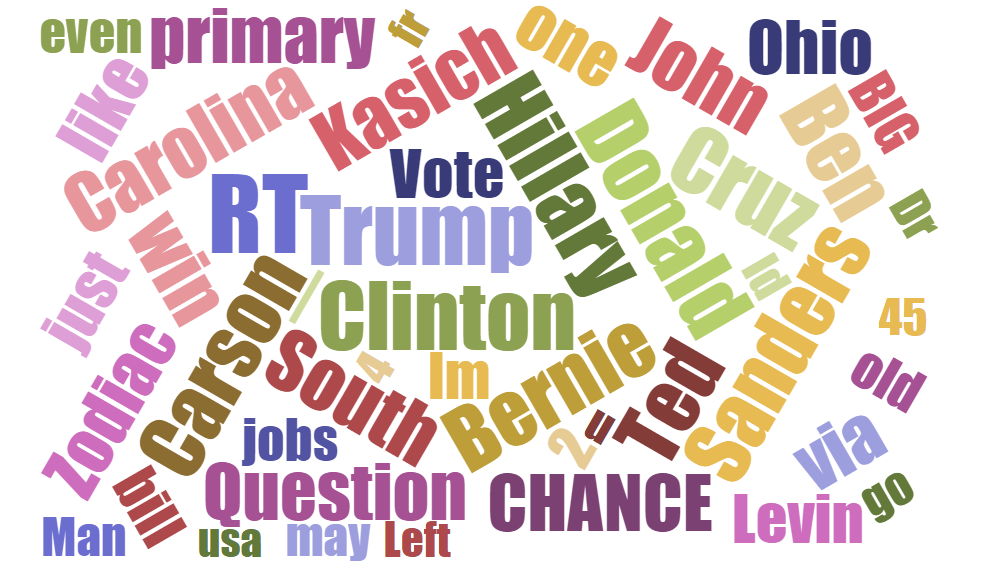 even
primary
fr
one
John
Ohio
like
Carolina
Kasich
Hillary
Donald
Cruz
Ben
BIG
RT
Vote
Trump
win
pr
just
Carson
/
Clinton
id
Sanders
45
Zodiac
South
4
Im
Bernie
2
u
Ted
old
jobs
via
bill
Question
CHANCE
Levin
go
Man
usa
may
Left